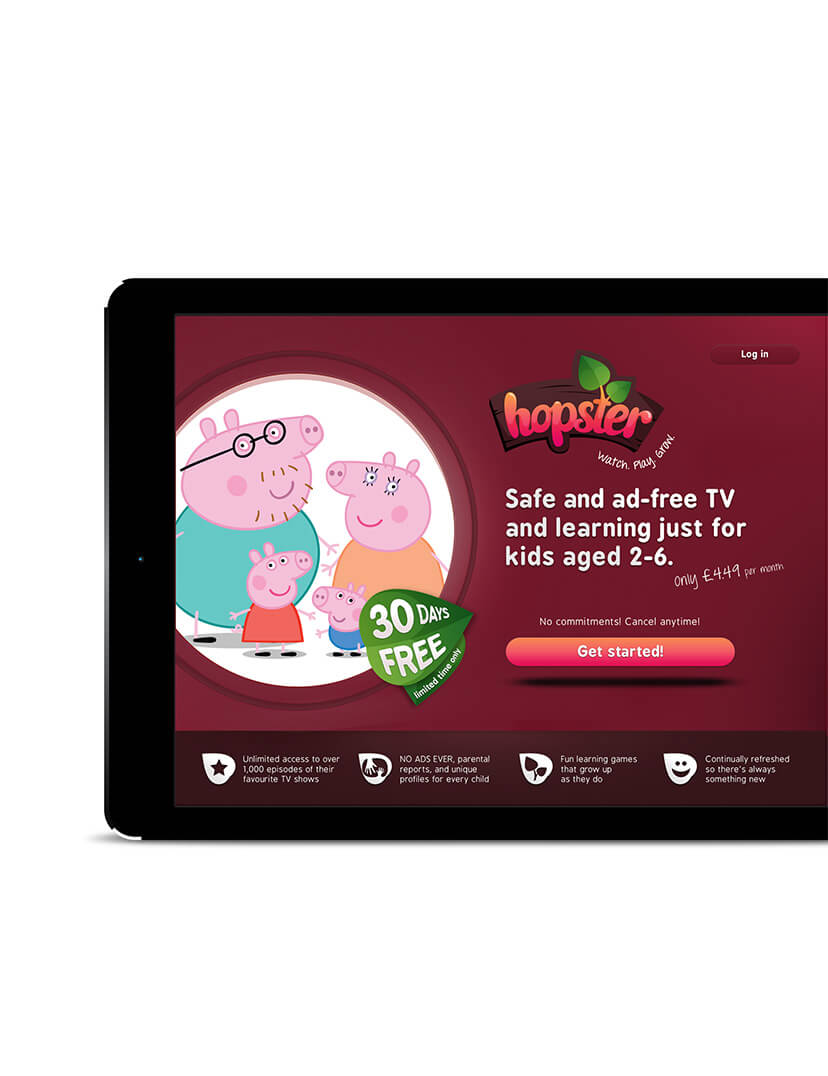 Log in
hopster
Watch. Play. Grow.
Safe and ad-free TV
and learning just for
kids aged 2-6.
only £4.49 per month
30 DAYS
FREE
limited time only
No commitments! Cancel anytime!
Get started!
Unlimited access to over
1,000 episodes of their
favourite TV shows
NO ADS EVER, parental
reports, and unique
profiles for every child
Fun learning games
that grow up
as they do
Continually refreshed
so there's always
something new